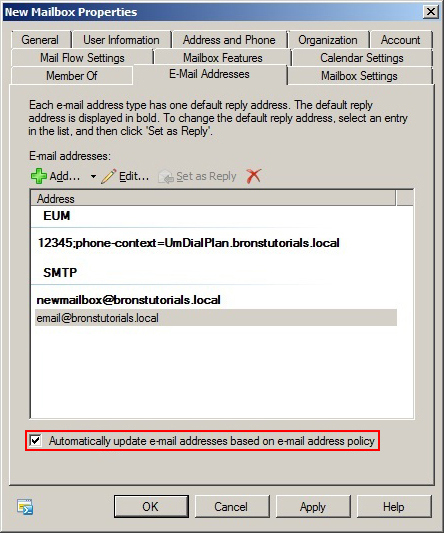 New Mailbox Properties
General User Information Address and Phone Organization Account
Mail Flow Settings Mailbox Features Calendar Settings
Member Of E-Mail Addresses Mailbox Settings
Each e-mail address type has one default reply address. The default reply
address is displayed in bold. To change the default reply address, select an entry
in the list, and then click 'Set as Reply'.
E-mail addresses:
Add... Edit... Set as Reply
Address
EUM
12345;phone-context=UmDialPlan.bronstutorials.local
SMTP
newmailbox@bronstutorials.local
email@bronstutorials.local
Automatically update e-mail addresses based on e-mail address policy
OK Cancel Apply Help